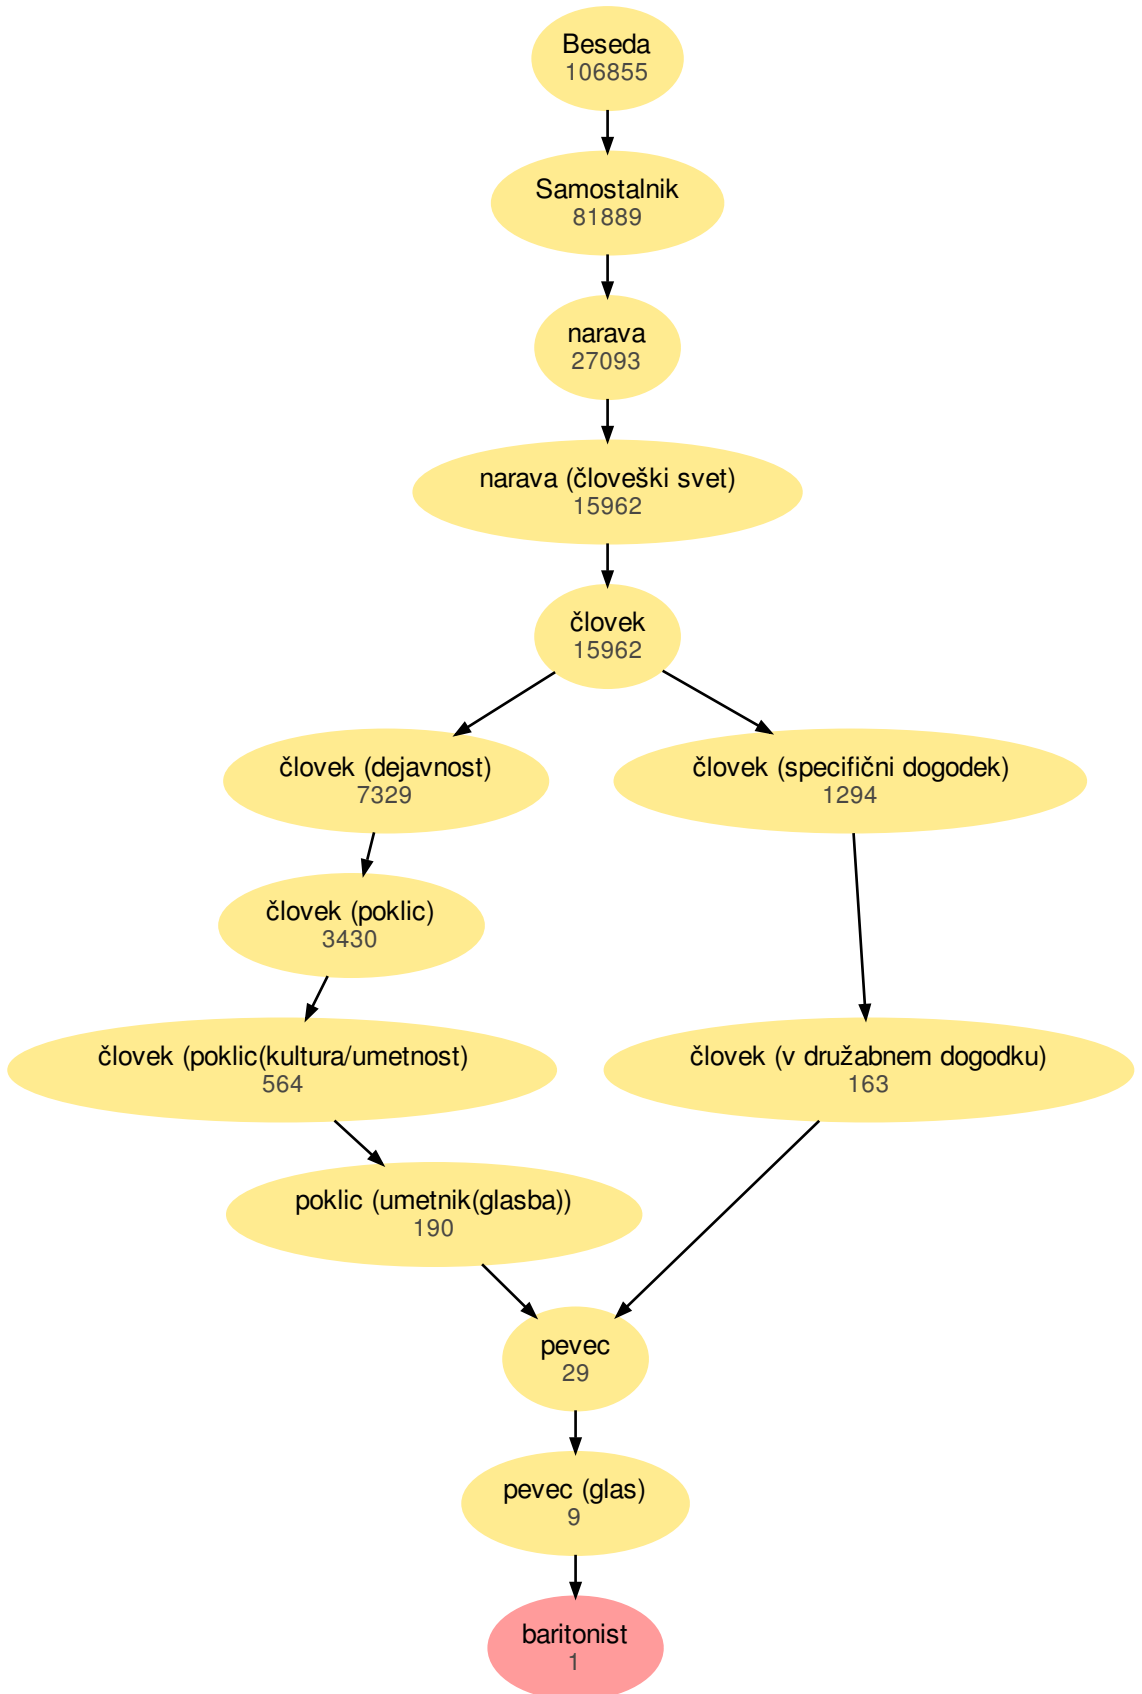 Beseda
106855
Samostalnik
81889
narava
27093
narava (človeški svet)
15962
človek
15962
človek (dejavnost)
7329
človek (specifični dogodek)
1294
človek (poklic)
3430
človek (poklic(kultura/umetnost)
564
človek (v družabnem dogodku)
163
poklic (umetnik(glasba))
190
pevec
29
pevec (glas)
9
baritonist
1